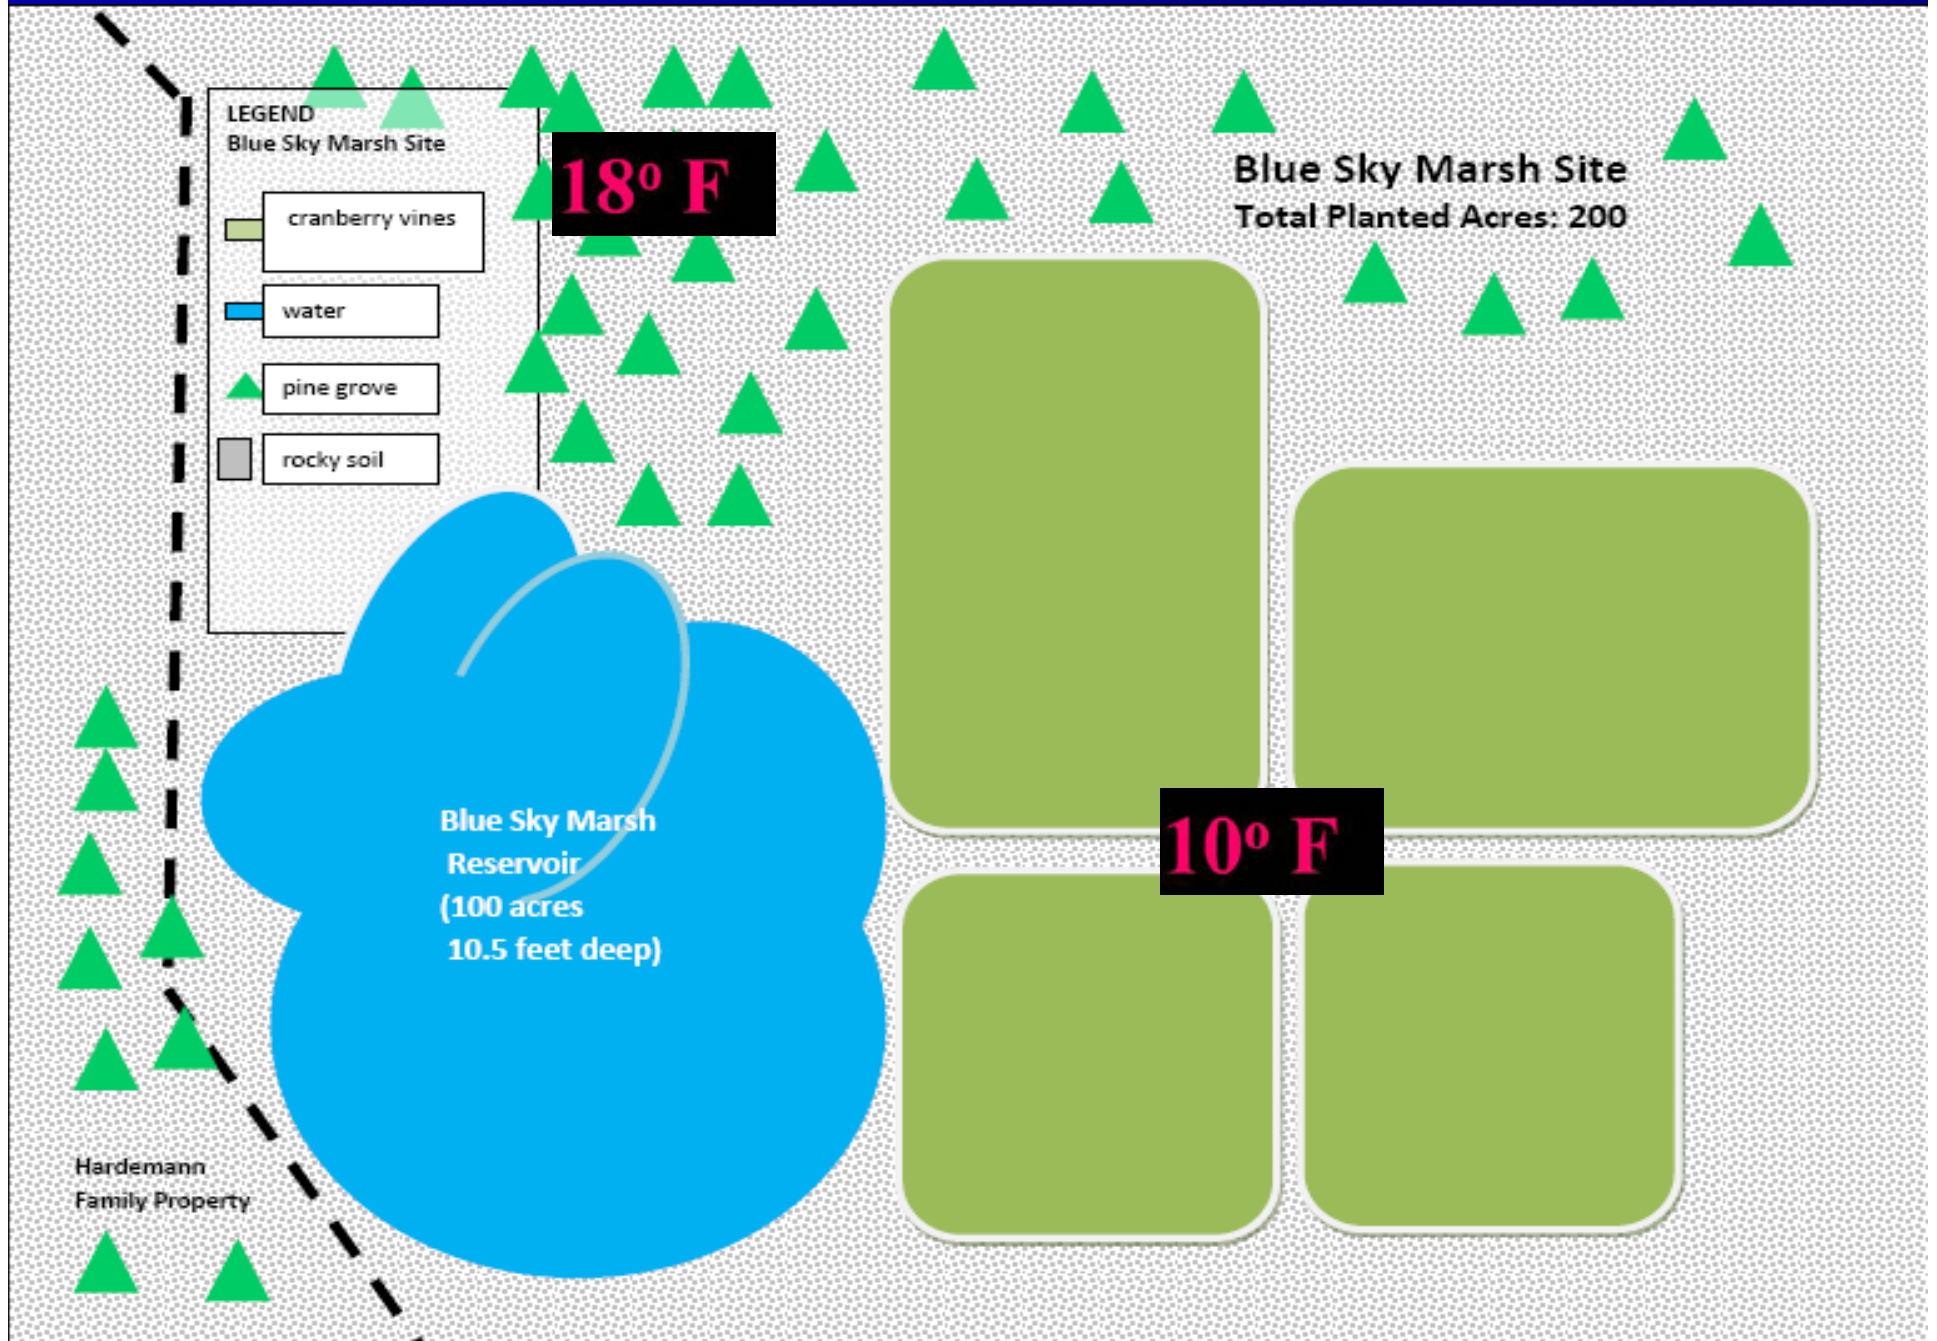 LEGEND
Blue Sky Marsh Site
cranberry vines
water
pine grove
rocky soil
18º F
Blue Sky Marsh Site
Total Planted Acres: 200
10º F
Blue Sky Marsh
Reservoir
(100 acres
10.5 feet deep)
Hardemann
Family Property